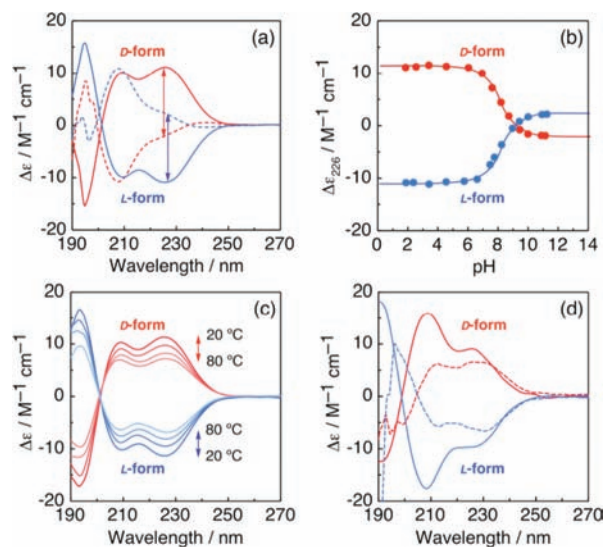 (a)
D-form
L-form
20
10
0
-10
-20
190 210 230 250 270
Δε / M⁻¹ cm⁻¹
Wavelength / nm
(b)
D-form
L-form
20
10
0
-10
-20
0 2 4 6 8 10 12 14
Δε₂₂₆ / M⁻¹ cm⁻¹
pH
(c)
D-form
20 ºC
80 ºC
80 ºC
20 ºC
L-form
20
10
0
-10
-20
190 210 230 250 270
Δε / M⁻¹ cm⁻¹
Wavelength / nm
(d)
D-form
L-form
20
10
0
-10
-20
190 210 230 250 270
Δε / M⁻¹ cm⁻¹
Wavelength / nm